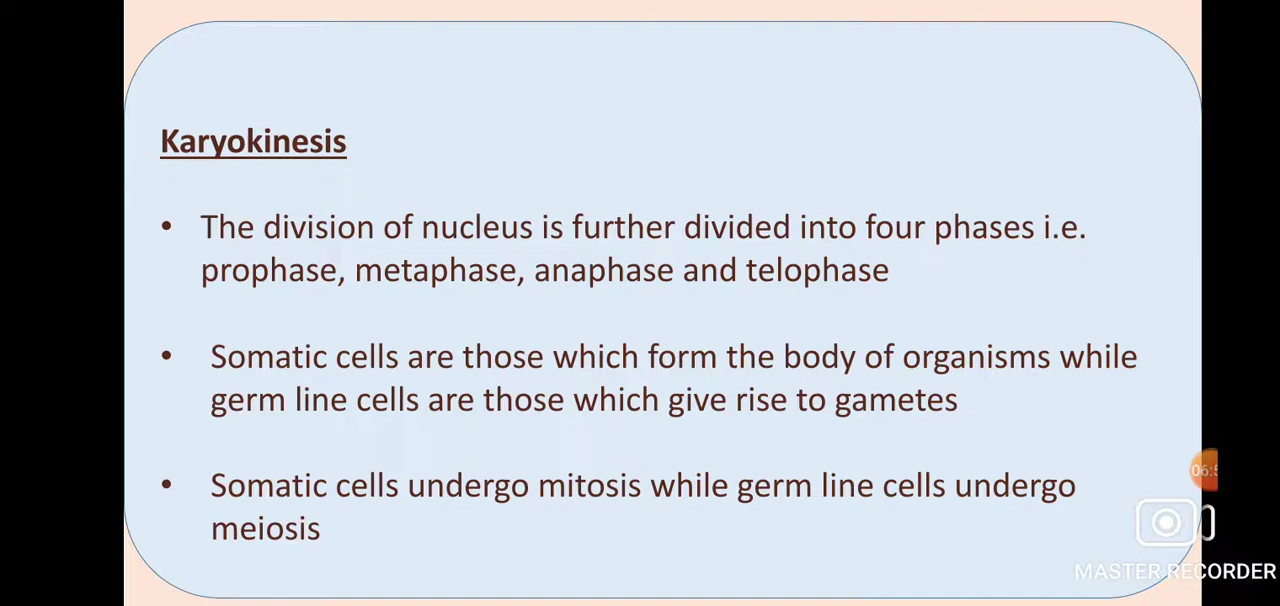 Karyokinesis
• The division of nucleus is further divided into four phases i.e.
prophase, metaphase, anaphase and telophase
• Somatic cells are those which form the body of organisms while
germ line cells are those which give rise to gametes
• Somatic cells undergo mitosis while germ line cells undergo
meiosis
MASTER RECORDER